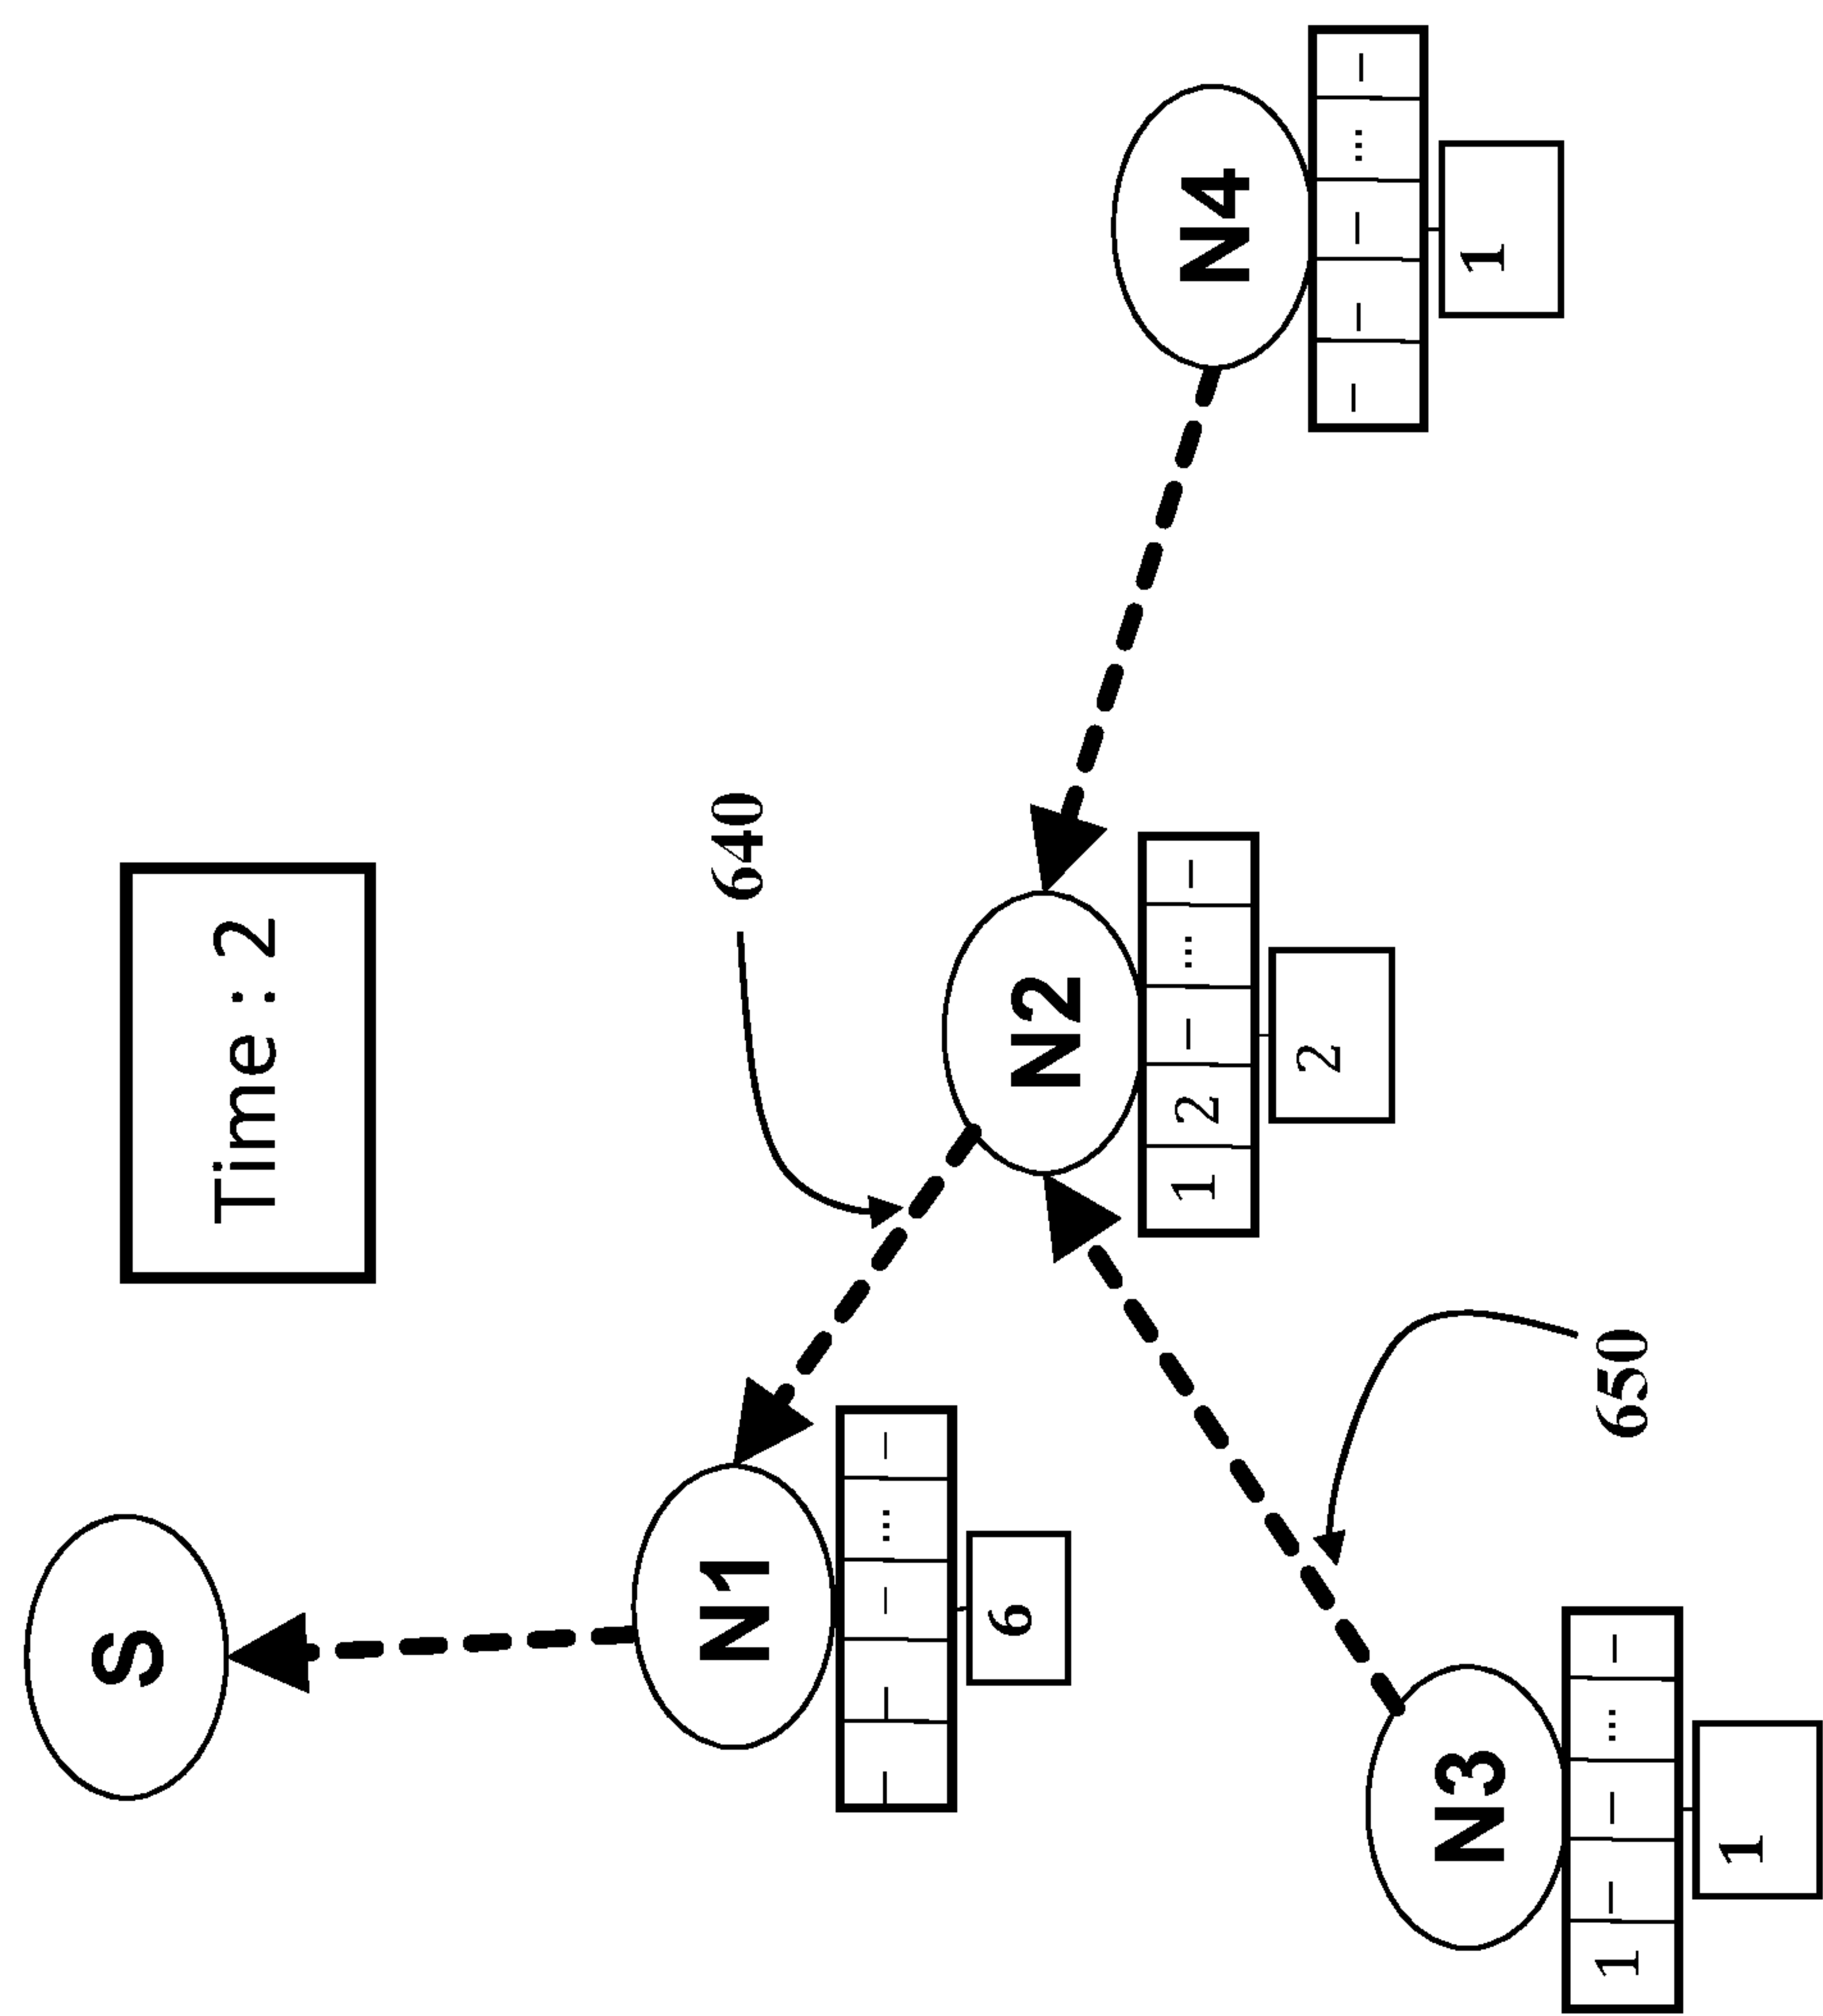 S
Time : 2
N1
– – – ... –
6
640
N2
1 2 – ... –
2
N4
– – – ... –
1
N3
1 – – ... –
1
650